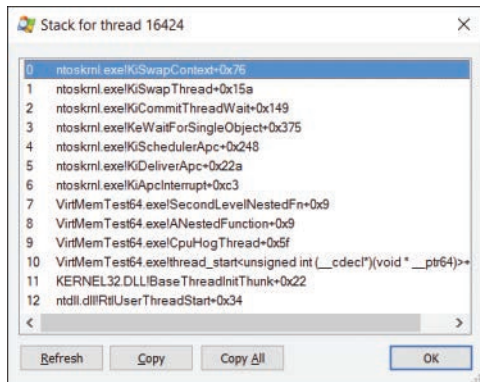 Stack for thread 16424
0 ntoskrnl.exe!KiSwapContext+0x76
1 ntoskrnl.exe!KiSwapThread+0x15a
2 ntoskrnl.exe!KiCommitThreadWait+0x149
3 ntoskrnl.exe!KeWaitForSingleObject+0x375
4 ntoskrnl.exe!KiSchedulerApc+0x248
5 ntoskrnl.exe!KiDeliverApc+0x22a
6 ntoskrnl.exe!KiApcInterrupt+0xc3
7 VirtMemTest64.exe!SecondLevelNestedFn+0x9
8 VirtMemTest64.exe!ANestedFunction+0x9
9 VirtMemTest64.exe!CpuHogThread+0x5f
10 VirtMemTest64.exe!thread_start<unsigned int (__cdecl*)(void * __ptr64)>+
11 KERNEL32.DLL!BaseThreadInitThunk+0x22
12 ntdll.dll!RtlUserThreadStart+0x34
Refresh Copy Copy All OK